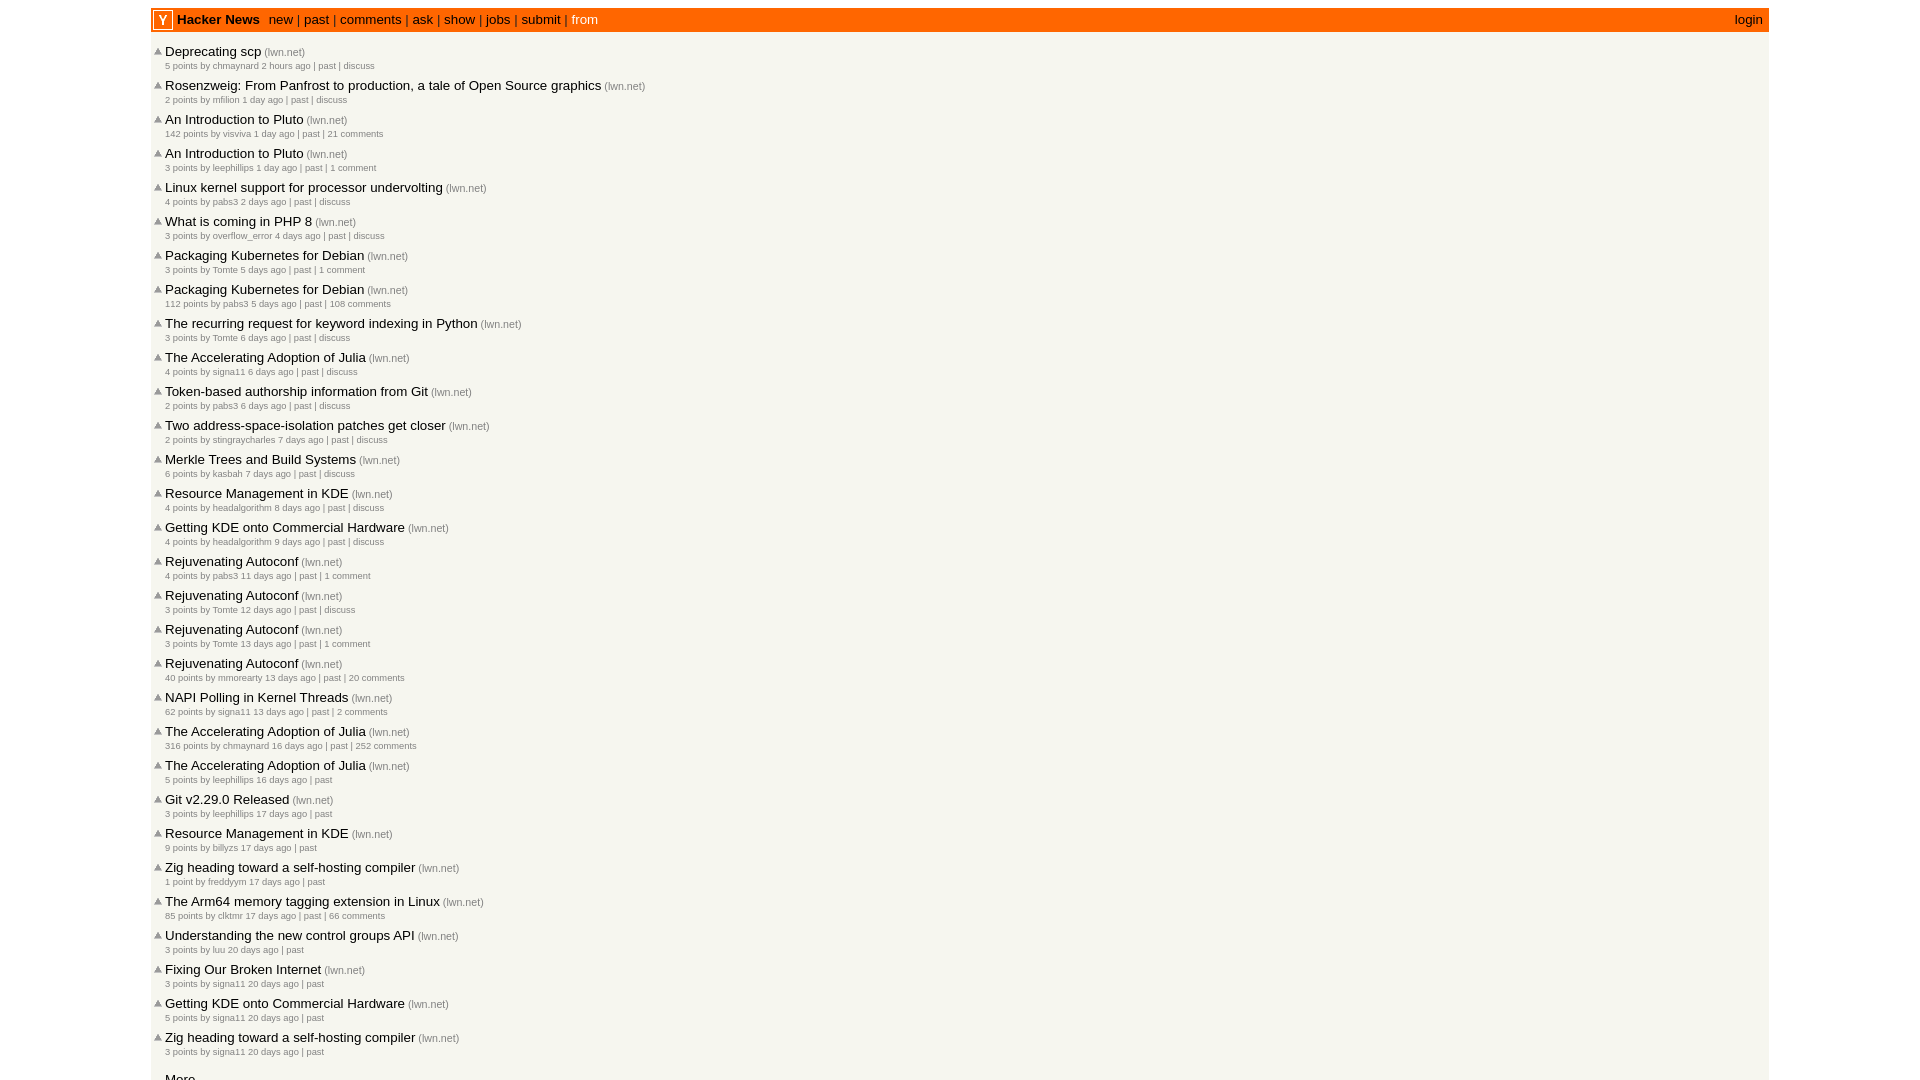 Y Hacker News new | past | comments | ask | show | jobs | submit | from login
Deprecating scp (lwn.net)
5 points by chmaynard 2 hours ago | past | discuss
Rosenzweig: From Panfrost to production, a tale of Open Source graphics (lwn.net)
2 points by mfilion 1 day ago | past | discuss
An Introduction to Pluto (lwn.net)
142 points by visviva 1 day ago | past | 21 comments
An Introduction to Pluto (lwn.net)
3 points by leephillips 1 day ago | past | 1 comment
Linux kernel support for processor undervolting (lwn.net)
4 points by pabs3 2 days ago | past | discuss
What is coming in PHP 8 (lwn.net)
3 points by overflow_error 4 days ago | past | discuss
Packaging Kubernetes for Debian (lwn.net)
3 points by Tomte 5 days ago | past | 1 comment
Packaging Kubernetes for Debian (lwn.net)
112 points by pabs3 5 days ago | past | 108 comments
The recurring request for keyword indexing in Python (lwn.net)
3 points by Tomte 6 days ago | past | discuss
The Accelerating Adoption of Julia (lwn.net)
4 points by signa11 6 days ago | past | discuss
Token-based authorship information from Git (lwn.net)
2 points by pabs3 6 days ago | past | discuss
Two address-space-isolation patches get closer (lwn.net)
2 points by stingraycharles 7 days ago | past | discuss
Merkle Trees and Build Systems (lwn.net)
6 points by kasbah 7 days ago | past | discuss
Resource Management in KDE (lwn.net)
4 points by headalgorithm 8 days ago | past | discuss
Getting KDE onto Commercial Hardware (lwn.net)
4 points by headalgorithm 9 days ago | past | discuss
Rejuvenating Autoconf (lwn.net)
4 points by pabs3 11 days ago | past | 1 comment
Rejuvenating Autoconf (lwn.net)
3 points by Tomte 12 days ago | past | discuss
Rejuvenating Autoconf (lwn.net)
3 points by Tomte 13 days ago | past | 1 comment
Rejuvenating Autoconf (lwn.net)
40 points by mmorearty 13 days ago | past | 20 comments
NAPI Polling in Kernel Threads (lwn.net)
62 points by signa11 13 days ago | past | 2 comments
The Accelerating Adoption of Julia (lwn.net)
316 points by chmaynard 16 days ago | past | 252 comments
The Accelerating Adoption of Julia (lwn.net)
5 points by leephillips 16 days ago | past
Git v2.29.0 Released (lwn.net)
3 points by leephillips 17 days ago | past
Resource Management in KDE (lwn.net)
9 points by billyzs 17 days ago | past
Zig heading toward a self-hosting compiler (lwn.net)
1 point by freddyym 17 days ago | past
The Arm64 memory tagging extension in Linux (lwn.net)
85 points by clktmr 17 days ago | past | 66 comments
Understanding the new control groups API (lwn.net)
3 points by luu 20 days ago | past
Fixing Our Broken Internet (lwn.net)
3 points by signa11 20 days ago | past
Getting KDE onto Commercial Hardware (lwn.net)
5 points by signa11 20 days ago | past
Zig heading toward a self-hosting compiler (lwn.net)
3 points by signa11 20 days ago | past
More